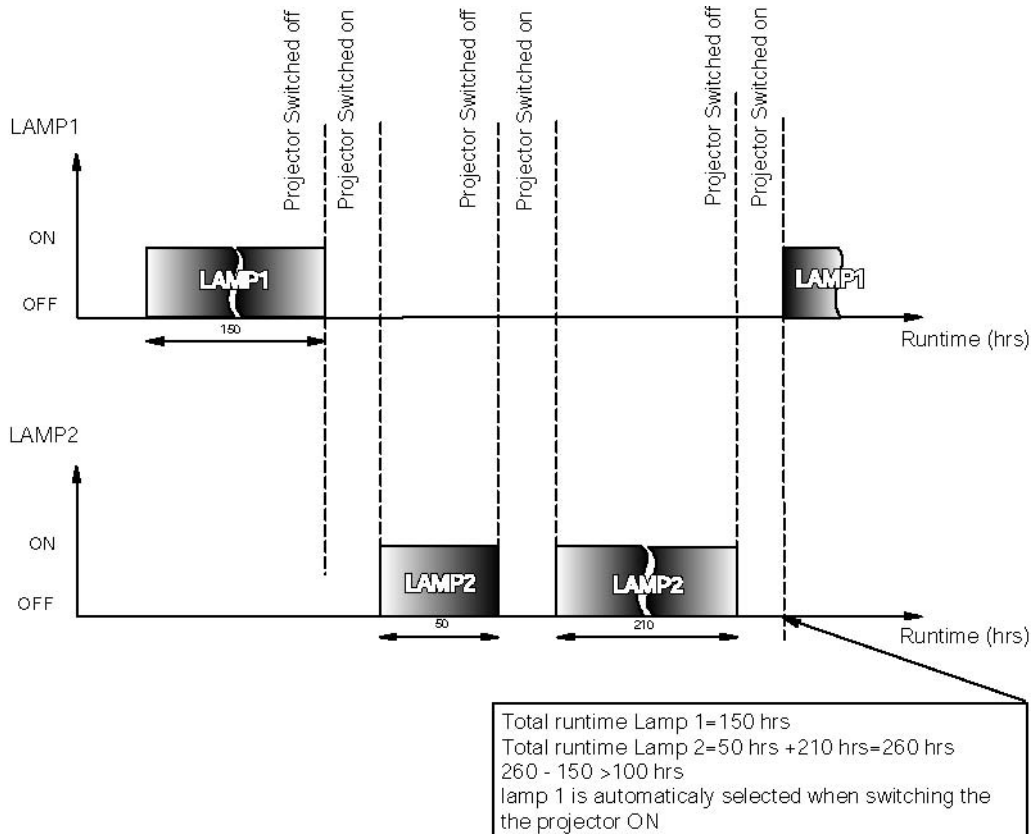 Projector Switched off
Projector Switched on
Projector Switched off
Projector Switched on
Projector Switched off
Projector Switched on
LAMP1
ON
OFF
LAMP1
LAMP1
150
Runtime (hrs)
LAMP2
ON
OFF
LAMP2
LAMP2
50
210
Runtime (hrs)
Total runtime Lamp 1=150 hrs
Total runtime Lamp 2=50 hrs +210 hrs=260 hrs
260 - 150 >100 hrs
lamp 1 is automaticaly selected when switching the
the projector ON